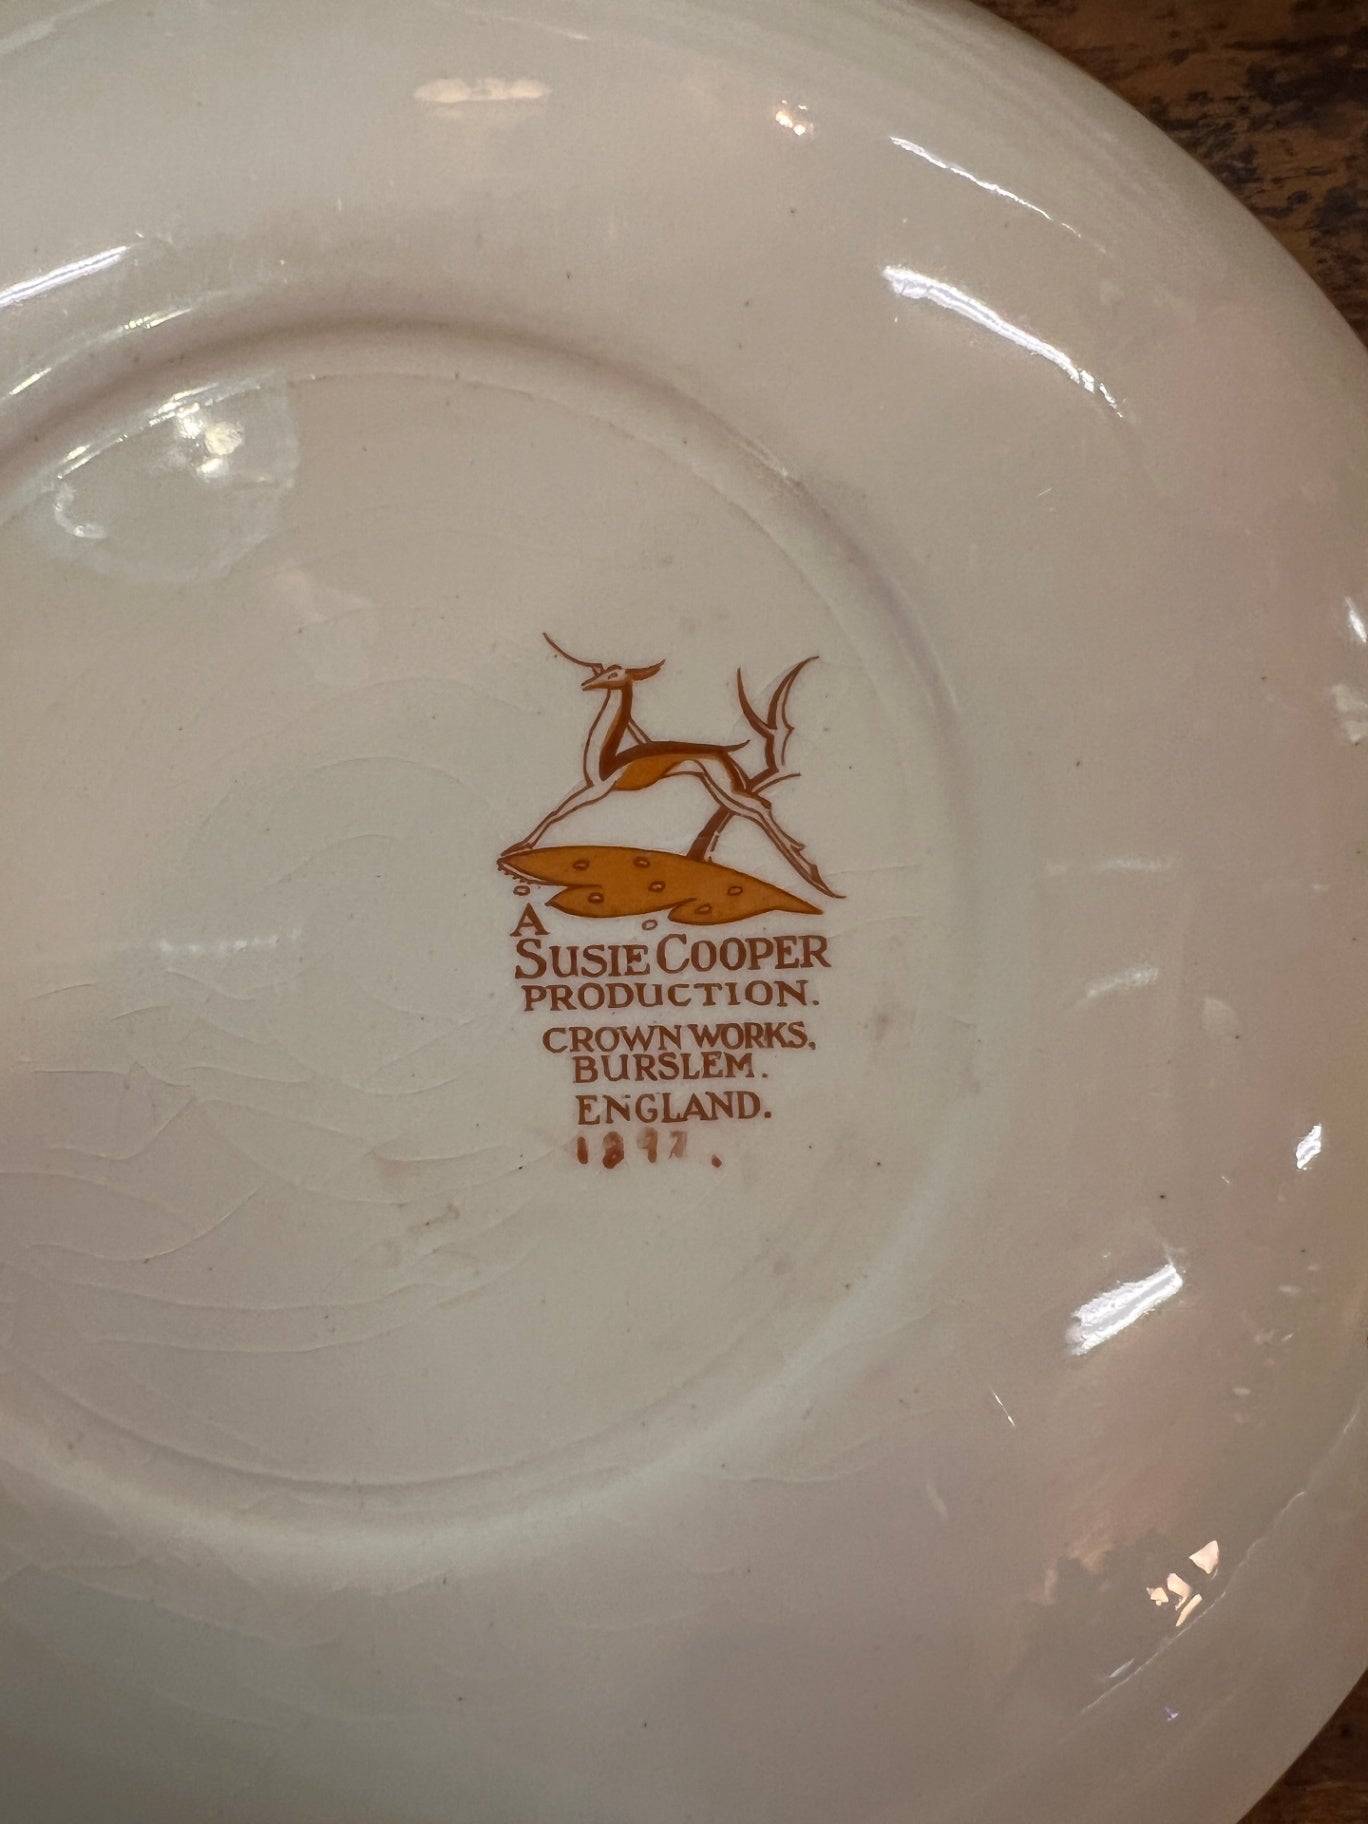 A
SUSIE COOPER
PRODUCTION.
CROWN WORKS,
BURSLEM.
ENGLAND.